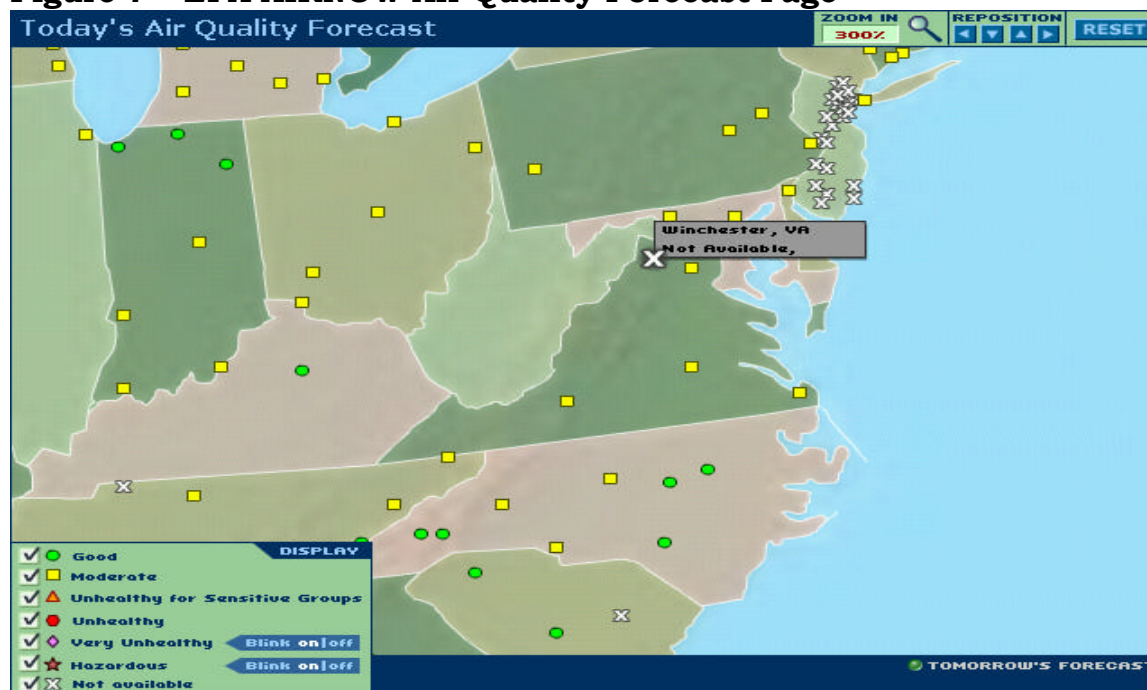 Today's Air Quality Forecast
ZOOM IN
300%
REPOSITION
RESET
Winchester, VA
Not Available,
DISPLAY
Good
Moderate
Unhealthy for Sensitive Groups
Unhealthy
Very Unhealthy Blink on|off
Hazardous Blink on|off
Not available
TOMORROW'S FORECAST